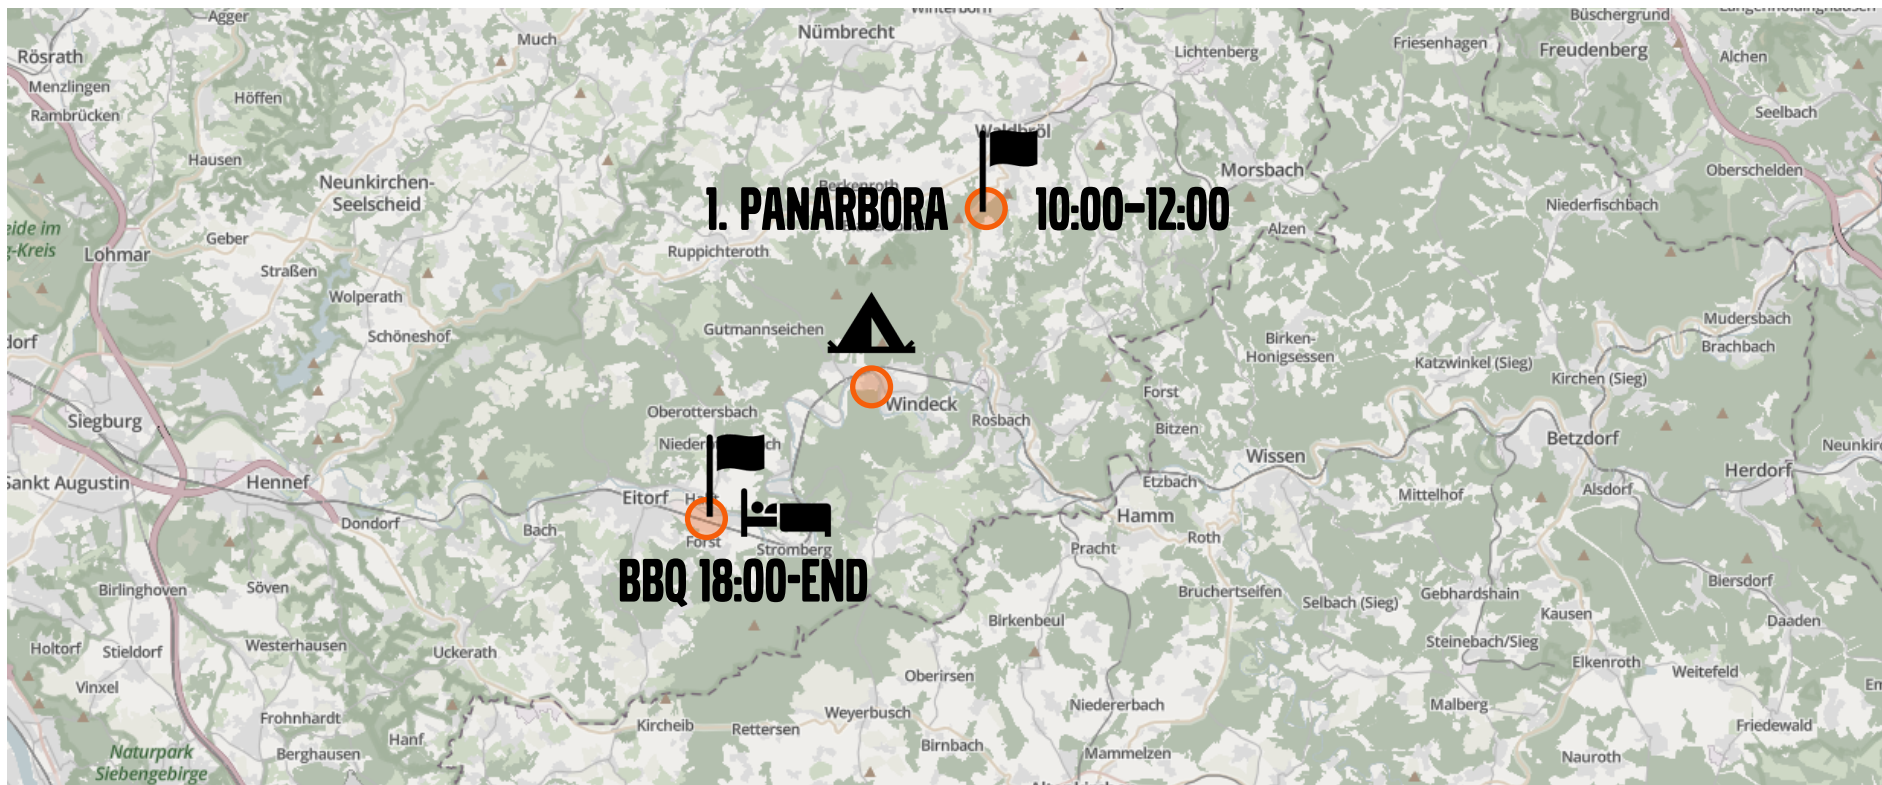 Agger
Büschergrund
Much
Nümbrecht
Friesenhagen
Freudenberg
Rösrath
Lichtenberg
Alchen
Menzlingen
Höffen
Rambrücken
Seelbach
Waldbröl
Hausen
Morsbach
Oberschelden
Neunkirchen-
Seelscheid
Berkenroth
1. PANARBORA
10:00–12:00
Niederfischbach
eide im
g-Kreis
Geber
Alzen
Lohmar
Ruppichteroth
Straßen
Wolperath
Mudersbach
Schöneshof
Gutmannseichen
dorf
Birken-
Honigsessen
Brachbach
Katzwinkel (Sieg)
Kirchen (Sieg)
Forst
Windeck
Oberottersbach
Siegburg
Rosbach
Bitzen
Betzdorf
Wissen
Herdorf
Sankt Augustin
Hennef
Etzbach
Alsdorf
Eitorf
Mittelhof
Dondorf
Bach
Hamm
Forst
Stromberg
Pracht
Roth
BBQ 18:00-END
Birlinghoven
Söven
Bruchertseifen
Selbach (Sieg)
Gebhardshain
Biersdorf
Kausen
Daaden
Birkenbeul
Holtorf
Stieldorf
Westerhausen
Uckerath
Steinebach/Sieg
Elkenroth
Weitefeld
Vinxel
Oberirsen
Niedererbach
Malberg
Frohnhardt
Kircheib
Rettersen
Weyerbusch
Friedewald
Hanf
Birnbach
Mammelzen
Nauroth
Berghausen
Naturpark
Siebengebirge